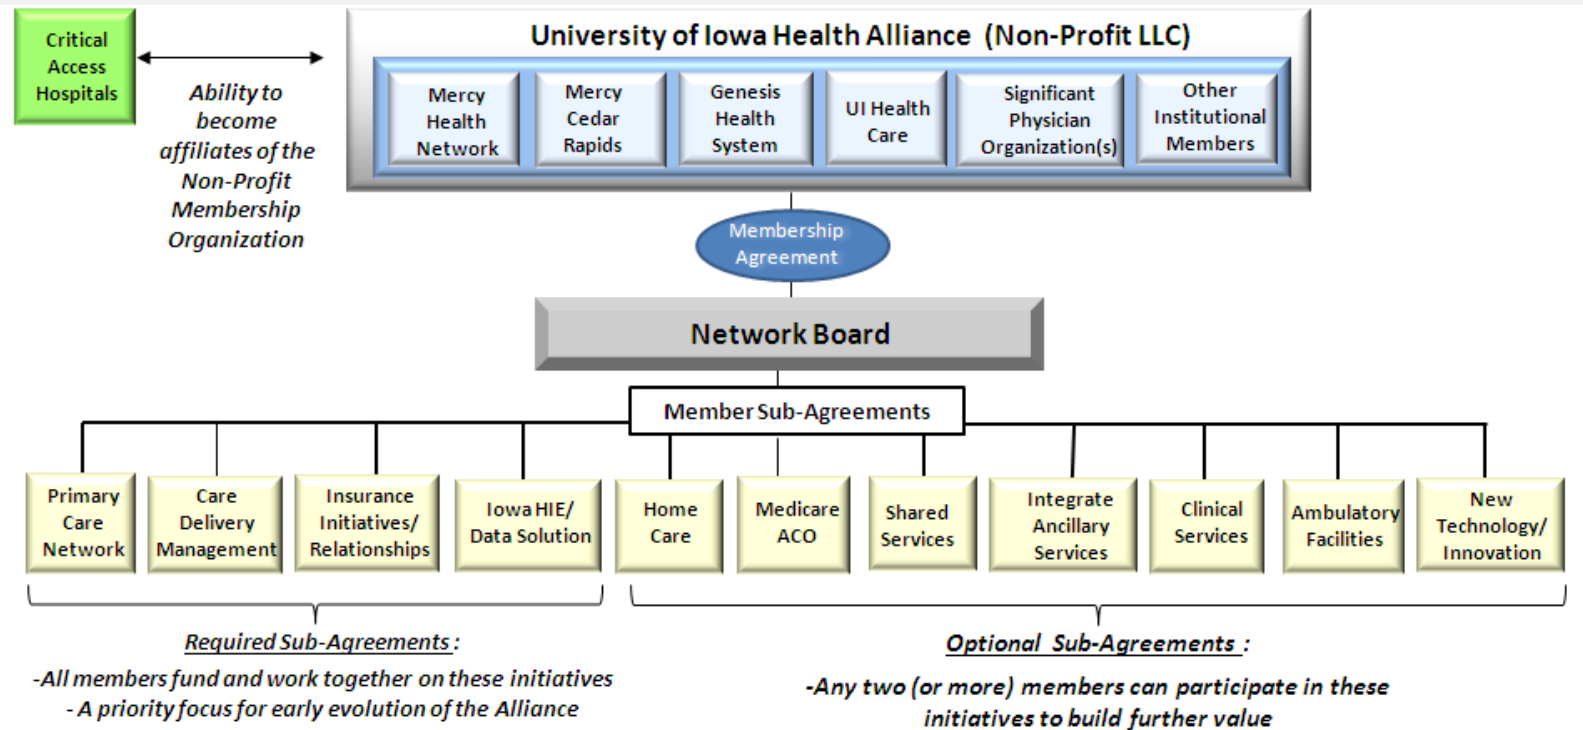 Critical
Access
Hospitals
Ability to
become
affiliates of the
Non-Profit
Membership
Organization
University of Iowa Health Alliance (Non-Profit LLC)
Mercy
Health
Network
Mercy
Cedar
Rapids
Genesis
Health
System
UI Health
Care
Significant
Physician
Organization(s)
Other
Institutional
Members
Membership
Agreement
Network Board
Member Sub-Agreements
Primary
Care
Network
Care
Delivery
Management
Insurance
Initiatives/
Relationships
Iowa HIE/
Data Solution
Home
Care
Medicare
ACO
Shared
Services
Integrate
Ancillary
Services
Clinical
Services
Ambulatory
Facilities
New
Technology/
Innovation
Required Sub-Agreements :
-All members fund and work together on these initiatives
- A priority focus for early evolution of the Alliance
Optional Sub-Agreements :
-Any two (or more) members can participate in these
initiatives to build further value